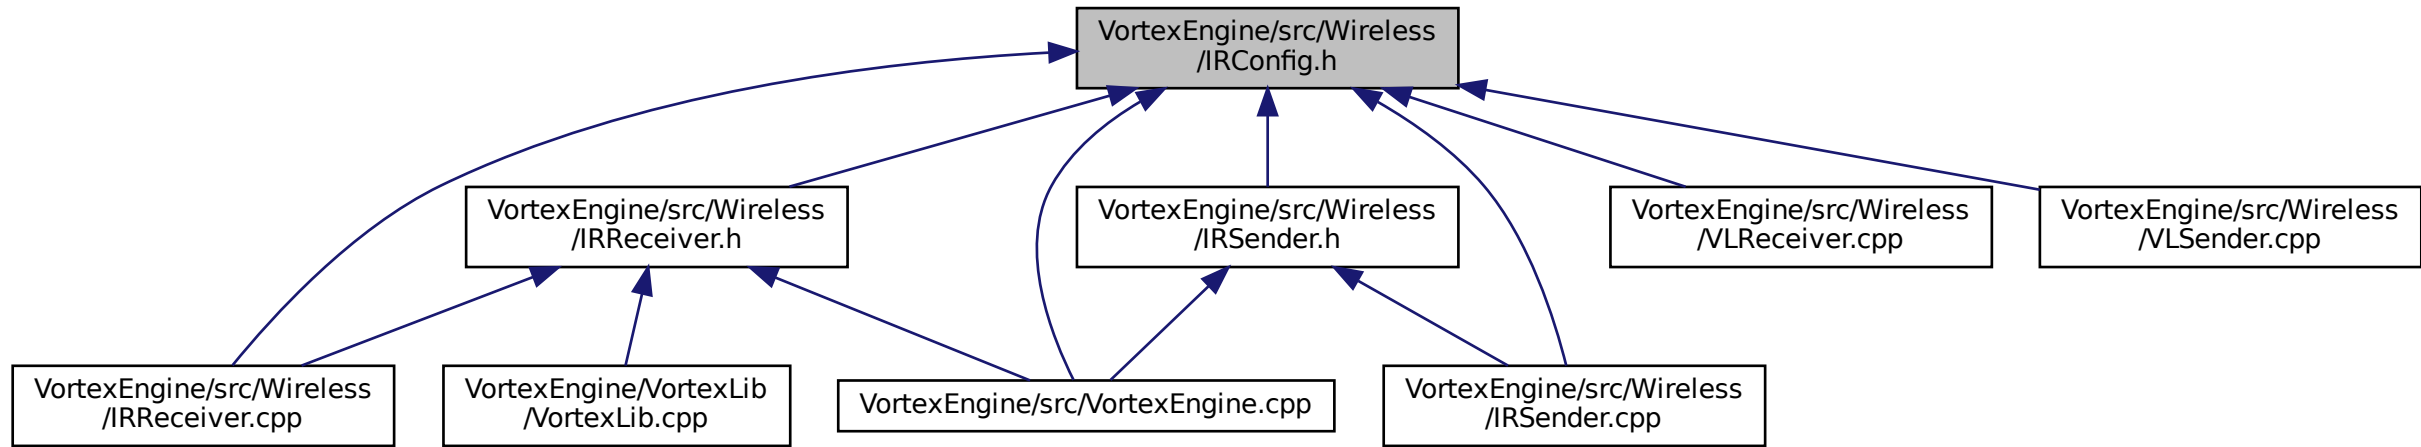 VortexEngine/src/Wireless
/IRConfig.h
VortexEngine/src/Wireless
/IRReceiver.h
VortexEngine/src/Wireless
/IRSender.h
VortexEngine/src/Wireless
/VLReceiver.cpp
VortexEngine/src/Wireless
/VLSender.cpp
VortexEngine/src/Wireless
/IRReceiver.cpp
VortexEngine/VortexLib
/VortexLib.cpp
VortexEngine/src/VortexEngine.cpp
VortexEngine/src/Wireless
/IRSender.cpp